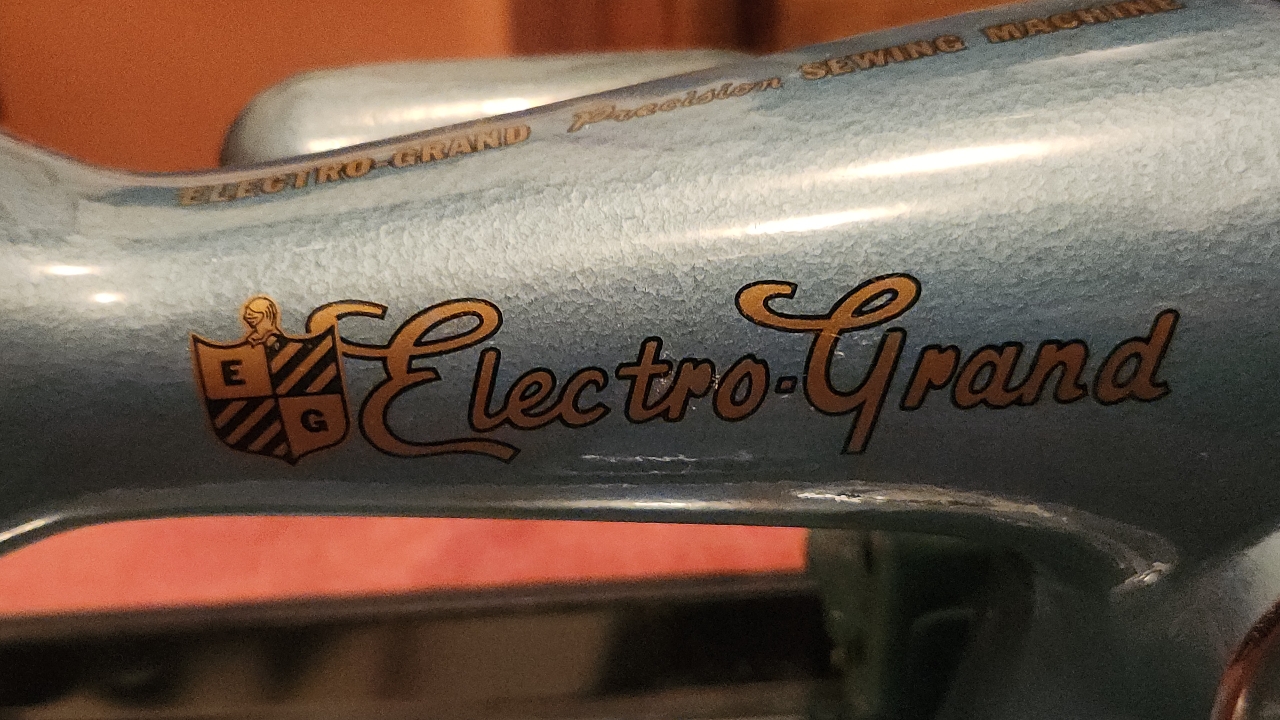 ELECTRO-GRAND Precision SEWING MACHINE
E
G
Electro-Grand